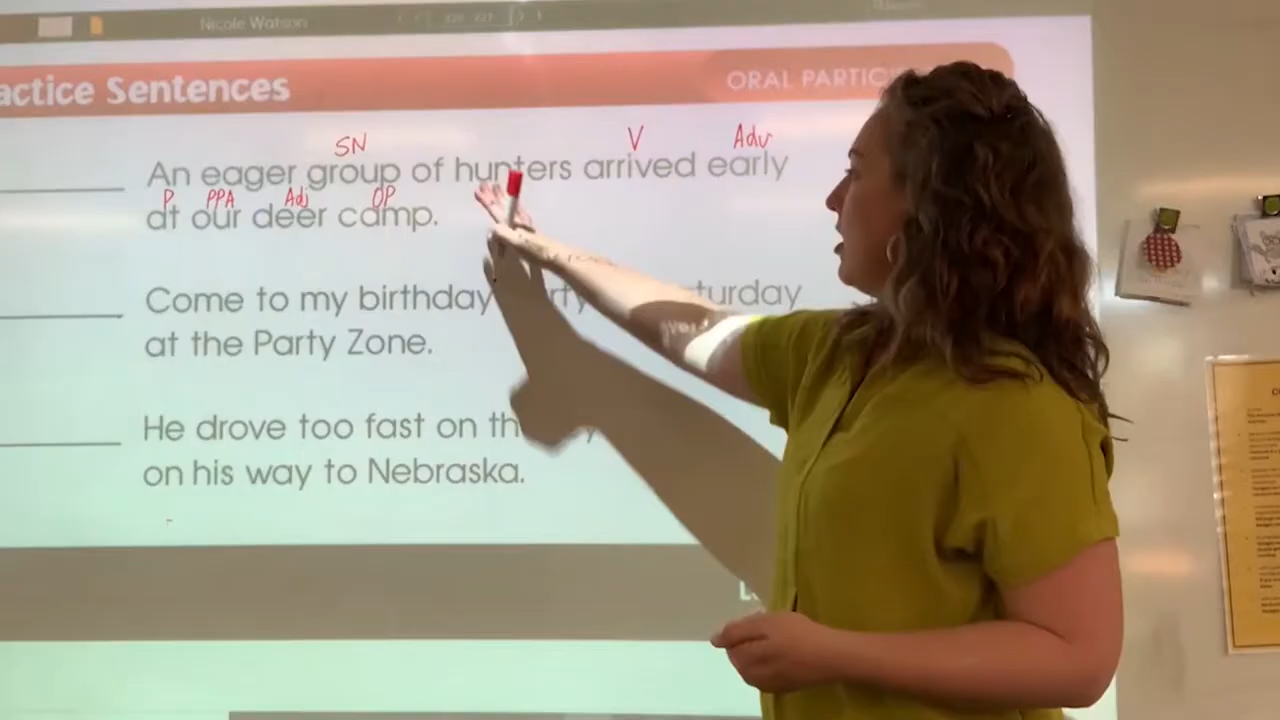 Nicole Watson
actice Sentences
ORAL PARTIC
SN V Adv
An eager group of hunters arrived early
P PPA Adj OP
at our deer camp.
Come to my birthday rty turday
at the Party Zone.
He drove too fast on th
on his way to Nebraska.